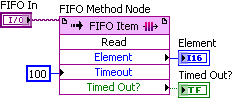 FIFO In
FIFO Method Node
I/O
FIFO Item
Read
Element
Element
I16
100
Timeout
Timed Out?
Timed Out?
TF